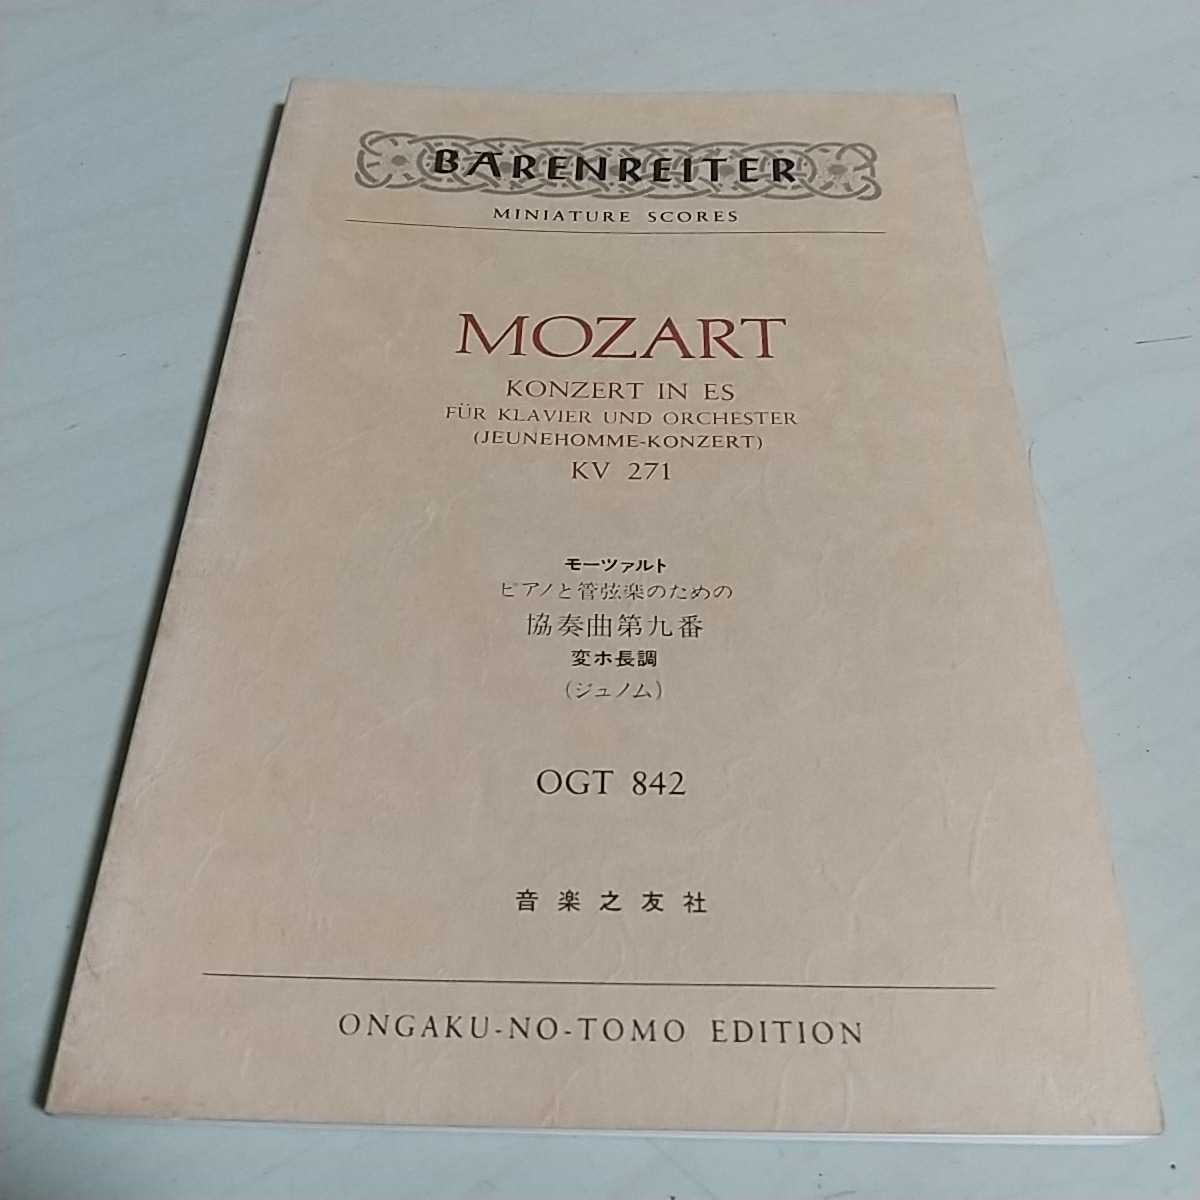 BÄRENREITER
MINIATURE SCORES
MOZART
KONZERT IN ES
FÜR KLAVIER UND ORCHESTER
(JEUNEHOMME-KONZERT)
KV 271
モーツァルト
ピアノと管弦楽のための
協奏曲第九番
変ホ長調
(ジュノム)
OGT 842
音楽之友社
ONGAKU-NO-TOMO EDITION